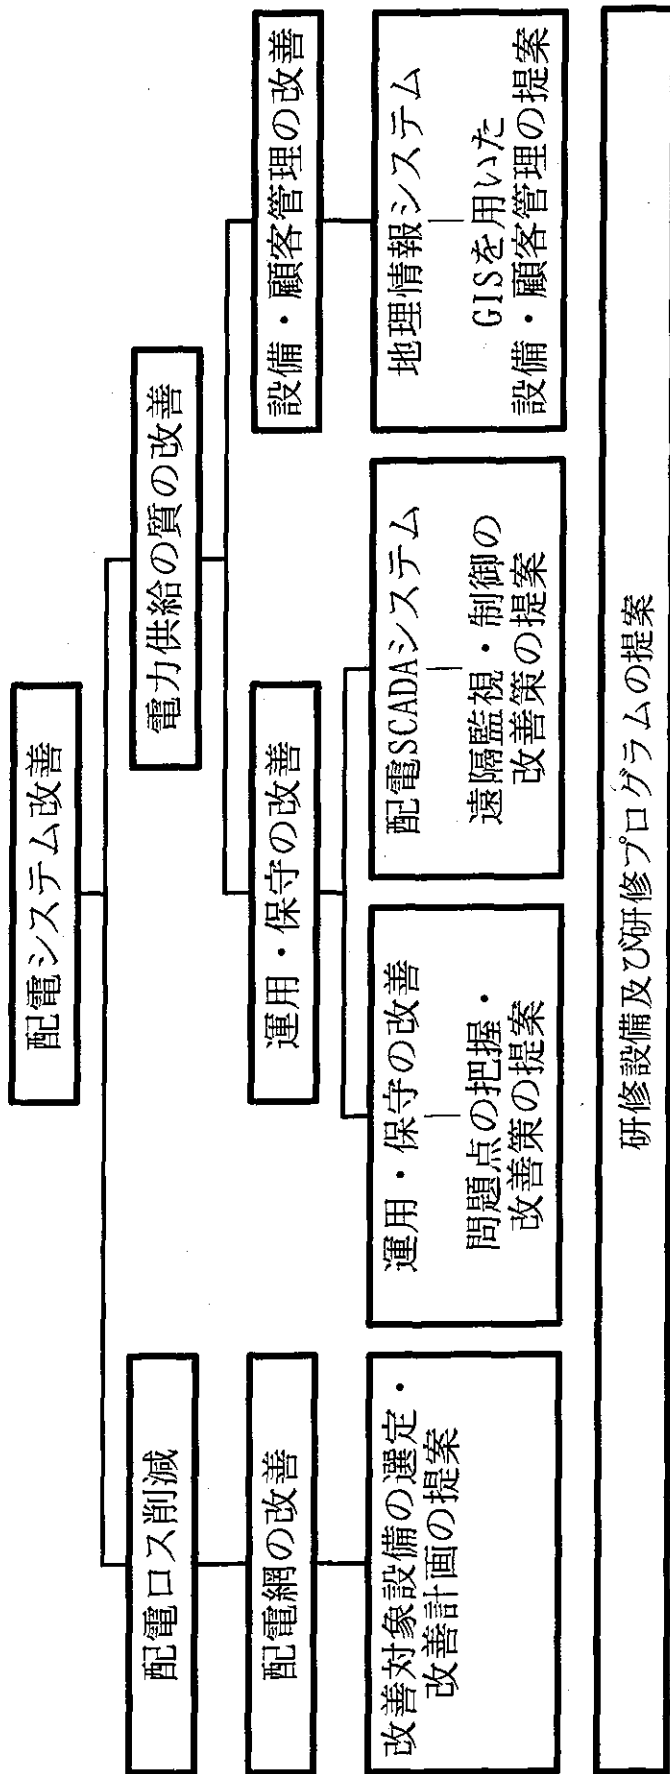 配電システム改善
配電ロス削減
電力供給の質の改善
配電網の改善
運用・保守の改善
設備・顧客管理の改善
改善対象設備の選定・
改善計画の提案
運用・保守の改善
問題点の把握・
改善策の提案
配電SCADAシステム
遠隔監視・制御の
改善策の提案
地理情報システム
GISを用いた
設備・顧客管理の提案
研修設備及び研修プログラムの提案